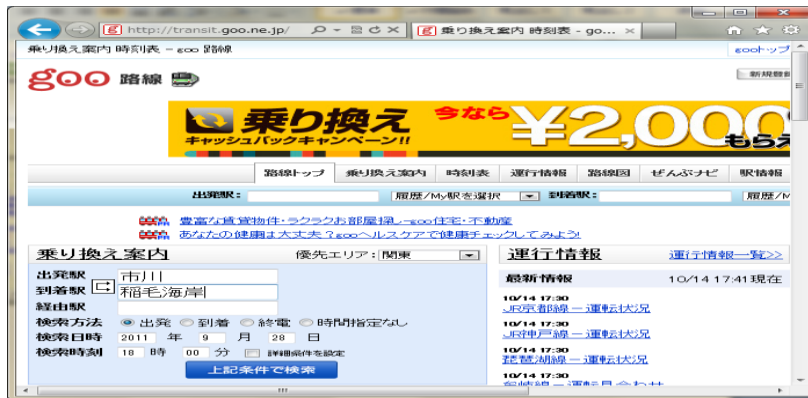 http://transit.goo.ne.jp/
乗り換え案内 時刻表 - go...
乗り換え案内 時刻表 - goo 路線
gooトップ
goo 路線
乗り換え
キャッシュバックキャンペーン!!
今なら
¥2,000
もらえ
路線トップ 乗り換え案内 時刻表 運行情報 路線図 ぜんぶナビ 駅情報
出発駅： 履歴/My駅を選択 到着駅： 履歴/M
豊富な賃貸物件・ラクラクお部屋探し-goo住宅・不動産
あなたの健康は大丈夫？gooヘルスケアで健康チェックしてみよう!
乗り換え案内 優先エリア：関東
出発駅 市川
到着駅 稲毛海岸
経由駅
検索方法 出発 到着 終電 時間指定なし
検索日時 2011 年 9 月 28 日
検索時刻 18 時 00 分 詳細条件を設定
上記条件で検索
運行情報 運行情報一覧>>
最新情報 10/14 17:41現在
10/14 17:30
JR京都線 － 運転状況
10/14 17:30
JR神戸線 － 運転状況
10/14 17:30
琵琶湖線 － 運転状況
10/14 17:30